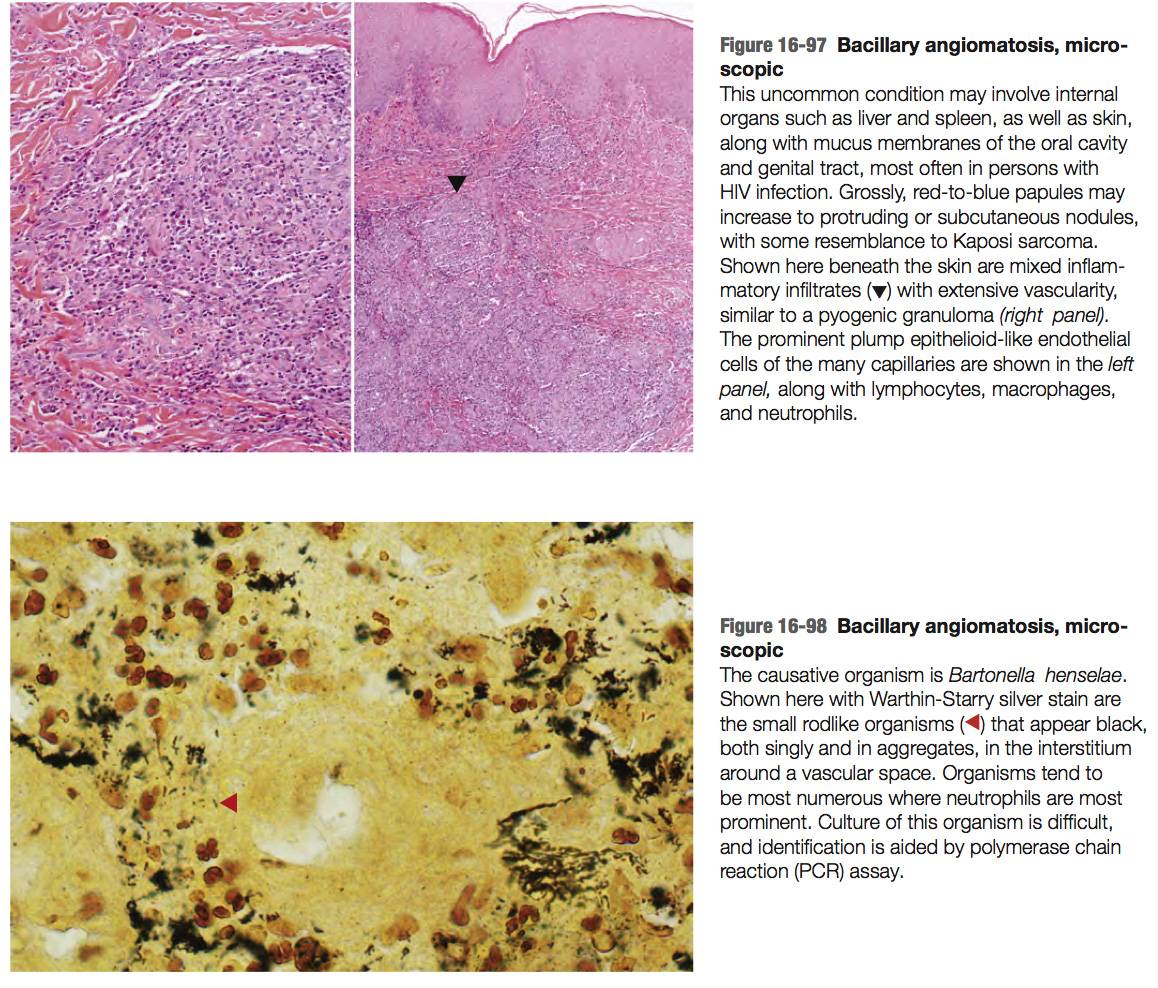 Figure 16-97 Bacillary angiomatosis, micro-
scopic
This uncommon condition may involve internal
organs such as liver and spleen, as well as skin,
along with mucus membranes of the oral cavity
and genital tract, most often in persons with
HIV infection. Grossly, red-to-blue papules may
increase to protruding or subcutaneous nodules,
with some resemblance to Kaposi sarcoma.
Shown here beneath the skin are mixed inflam-
matory infiltrates (▼) with extensive vascularity,
similar to a pyogenic granuloma (right panel).
The prominent plump epithelioid-like endothelial
cells of the many capillaries are shown in the left
panel, along with lymphocytes, macrophages,
and neutrophils.
Figure 16-98 Bacillary angiomatosis, micro-
scopic
The causative organism is Bartonella henselae.
Shown here with Warthin-Starry silver stain are
the small rodlike organisms (◀) that appear black,
both singly and in aggregates, in the interstitium
around a vascular space. Organisms tend to
be most numerous where neutrophils are most
prominent. Culture of this organism is difficult,
and identification is aided by polymerase chain
reaction (PCR) assay.